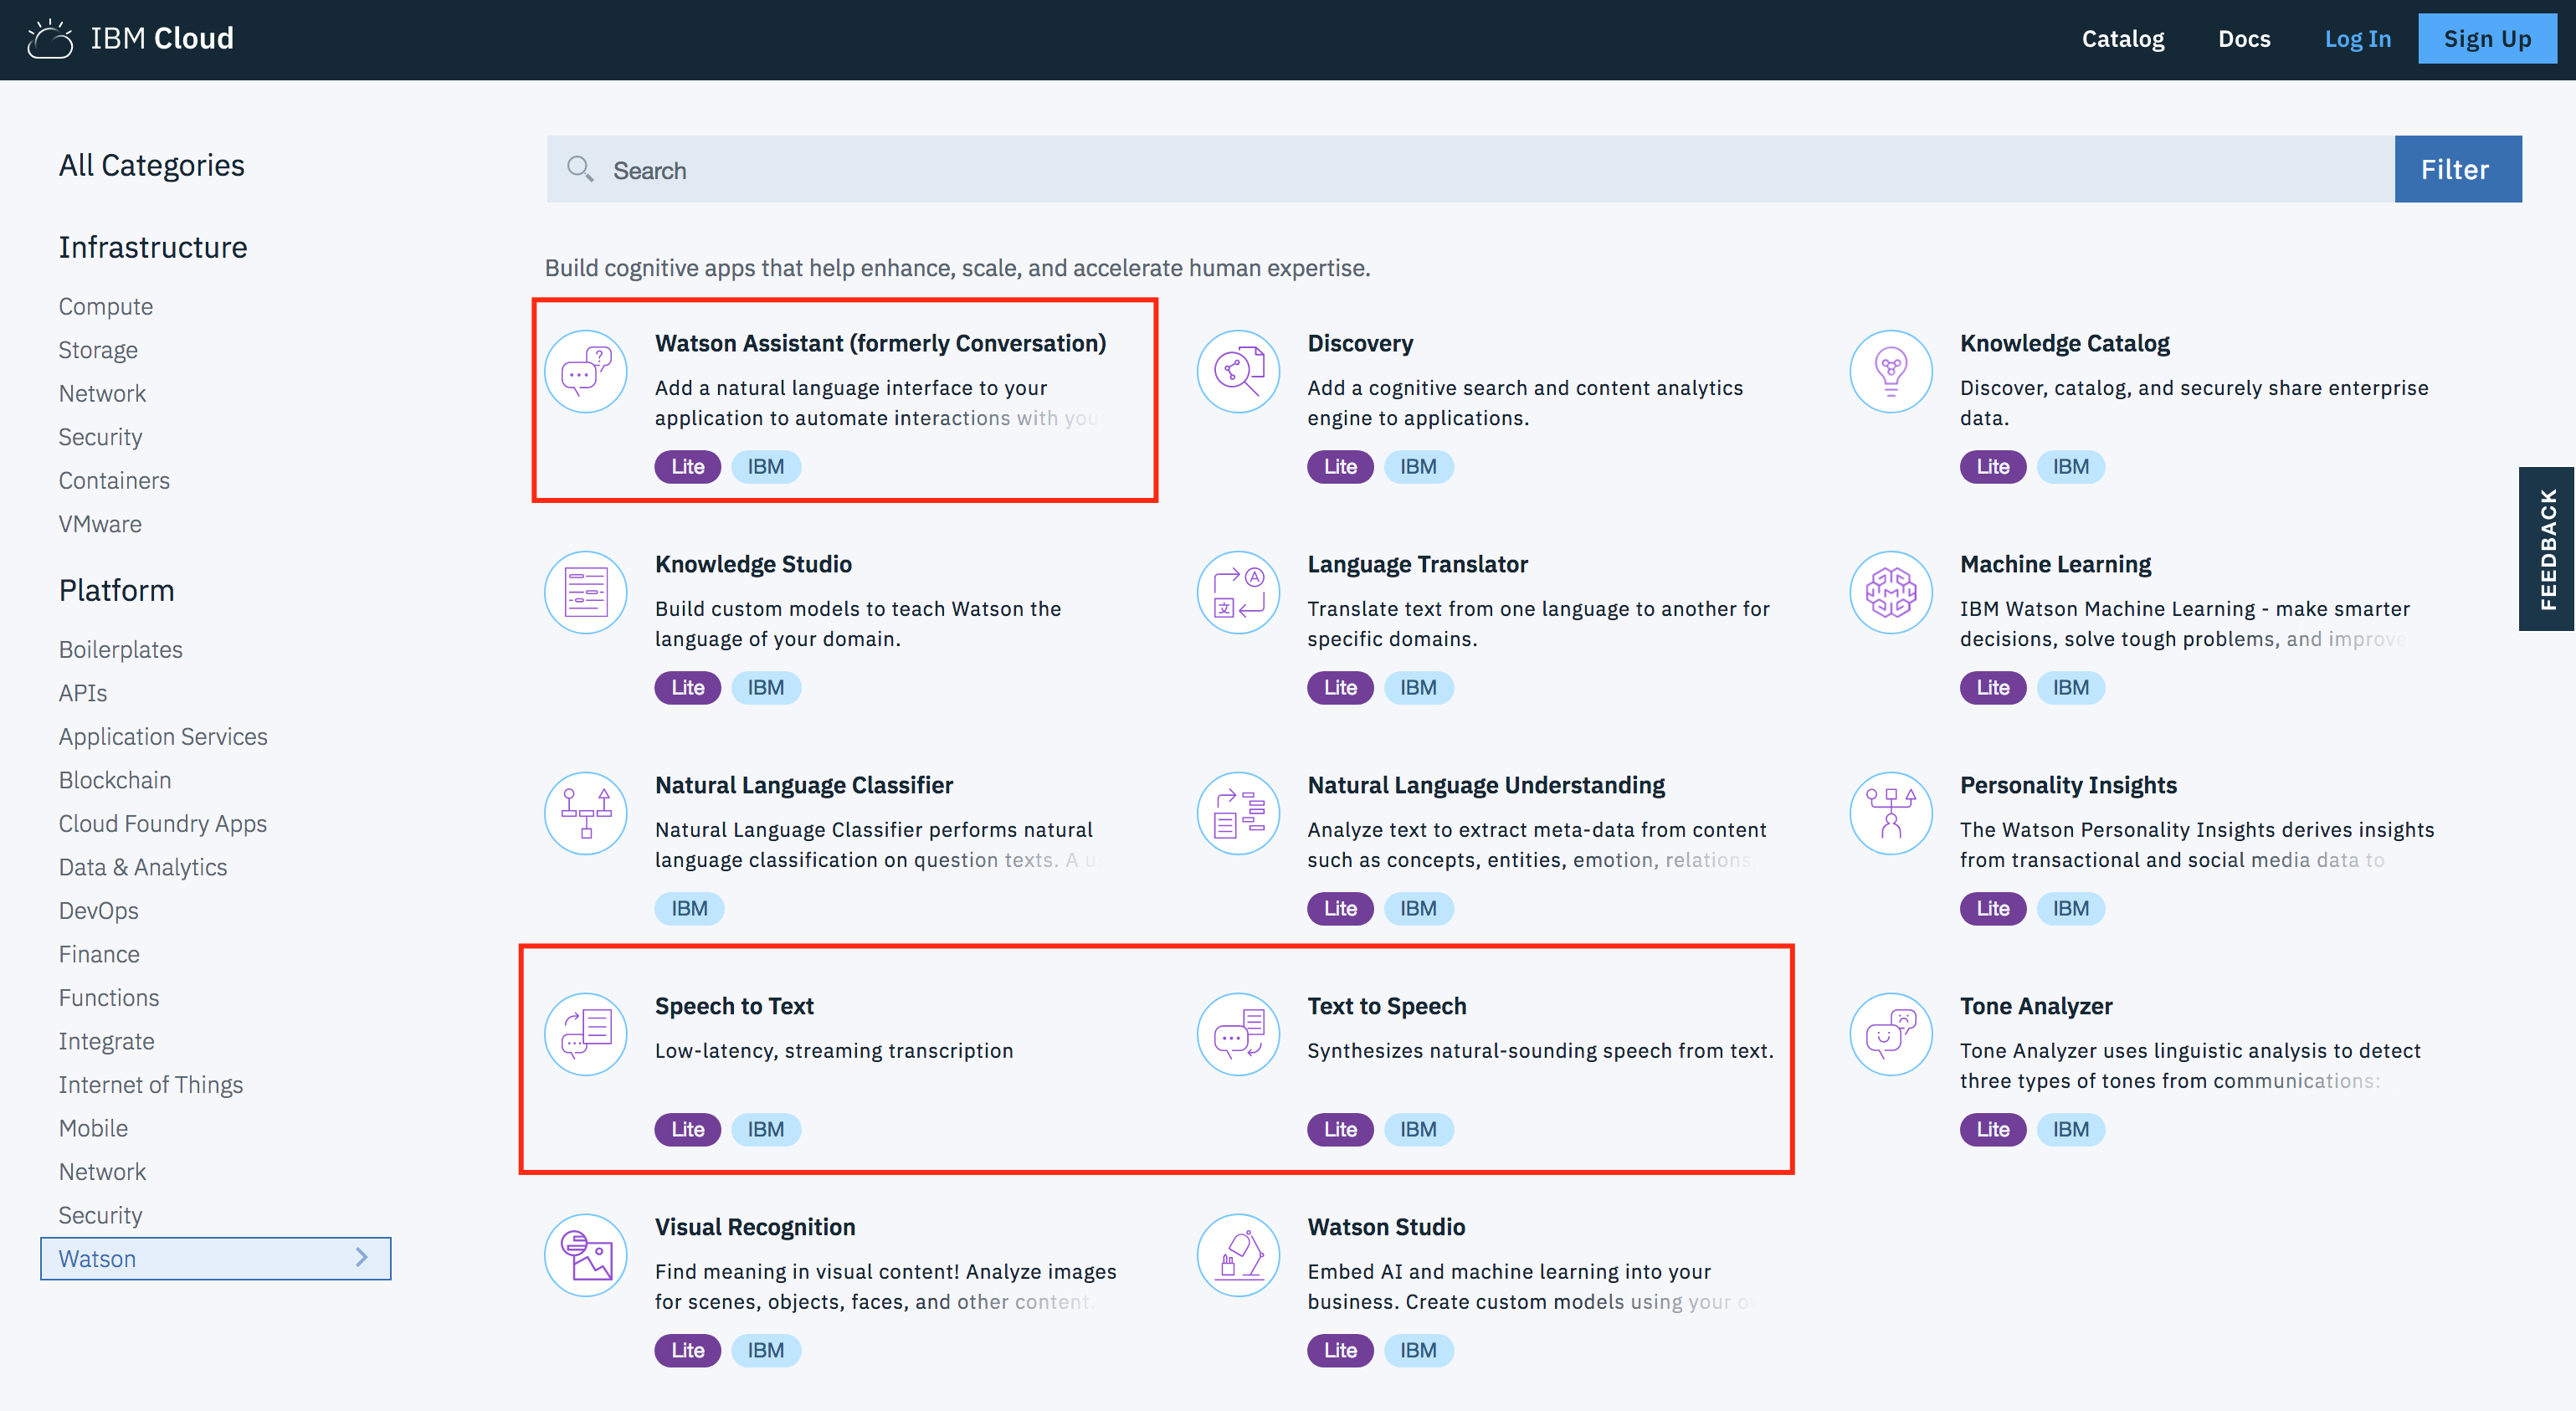 IBM Cloud
Catalog
Docs
Log In
Sign Up
All Categories
Infrastructure
Compute
Storage
Network
Security
Containers
VMware
Platform
Boilerplates
APIs
Application Services
Blockchain
Cloud Foundry Apps
Data & Analytics
DevOps
Finance
Functions
Integrate
Internet of Things
Mobile
Network
Security
Watson
Search
Filter
Build cognitive apps that help enhance, scale, and accelerate human expertise.
Watson Assistant (formerly Conversation)
Add a natural language interface to your
application to automate interactions with
Lite
IBM
Discovery
Add a cognitive search and content analytics
engine to applications.
Lite
IBM
Knowledge Catalog
Discover, catalog, and securely share enterprise
data.
Lite
IBM
Knowledge Studio
Build custom models to teach Watson the
language of your domain.
Lite
IBM
Language Translator
Translate text from one language to another for
specific domains.
Lite
IBM
Machine Learning
IBM Watson Machine Learning - make smarter
decisions, solve tough problems, and improve
Lite
IBM
Natural Language Classifier
Natural Language Classifier performs natural
language classification on question texts. A
IBM
Natural Language Understanding
Analyze text to extract meta-data from content
such as concepts, entities, emotion, relations
Lite
IBM
Personality Insights
The Watson Personality Insights derives insights
from transactional and social media data to
Lite
IBM
Speech to Text
Low-latency, streaming transcription
Lite
IBM
Text to Speech
Synthesizes natural-sounding speech from text.
Lite
IBM
Tone Analyzer
Tone Analyzer uses linguistic analysis to detect
three types of tones from communications:
Lite
IBM
Visual Recognition
Find meaning in visual content! Analyze images
for scenes, objects, faces, and other content.
Lite
IBM
Watson Studio
Embed AI and machine learning into your
business. Create custom models using your
Lite
IBM
FEEDBACK